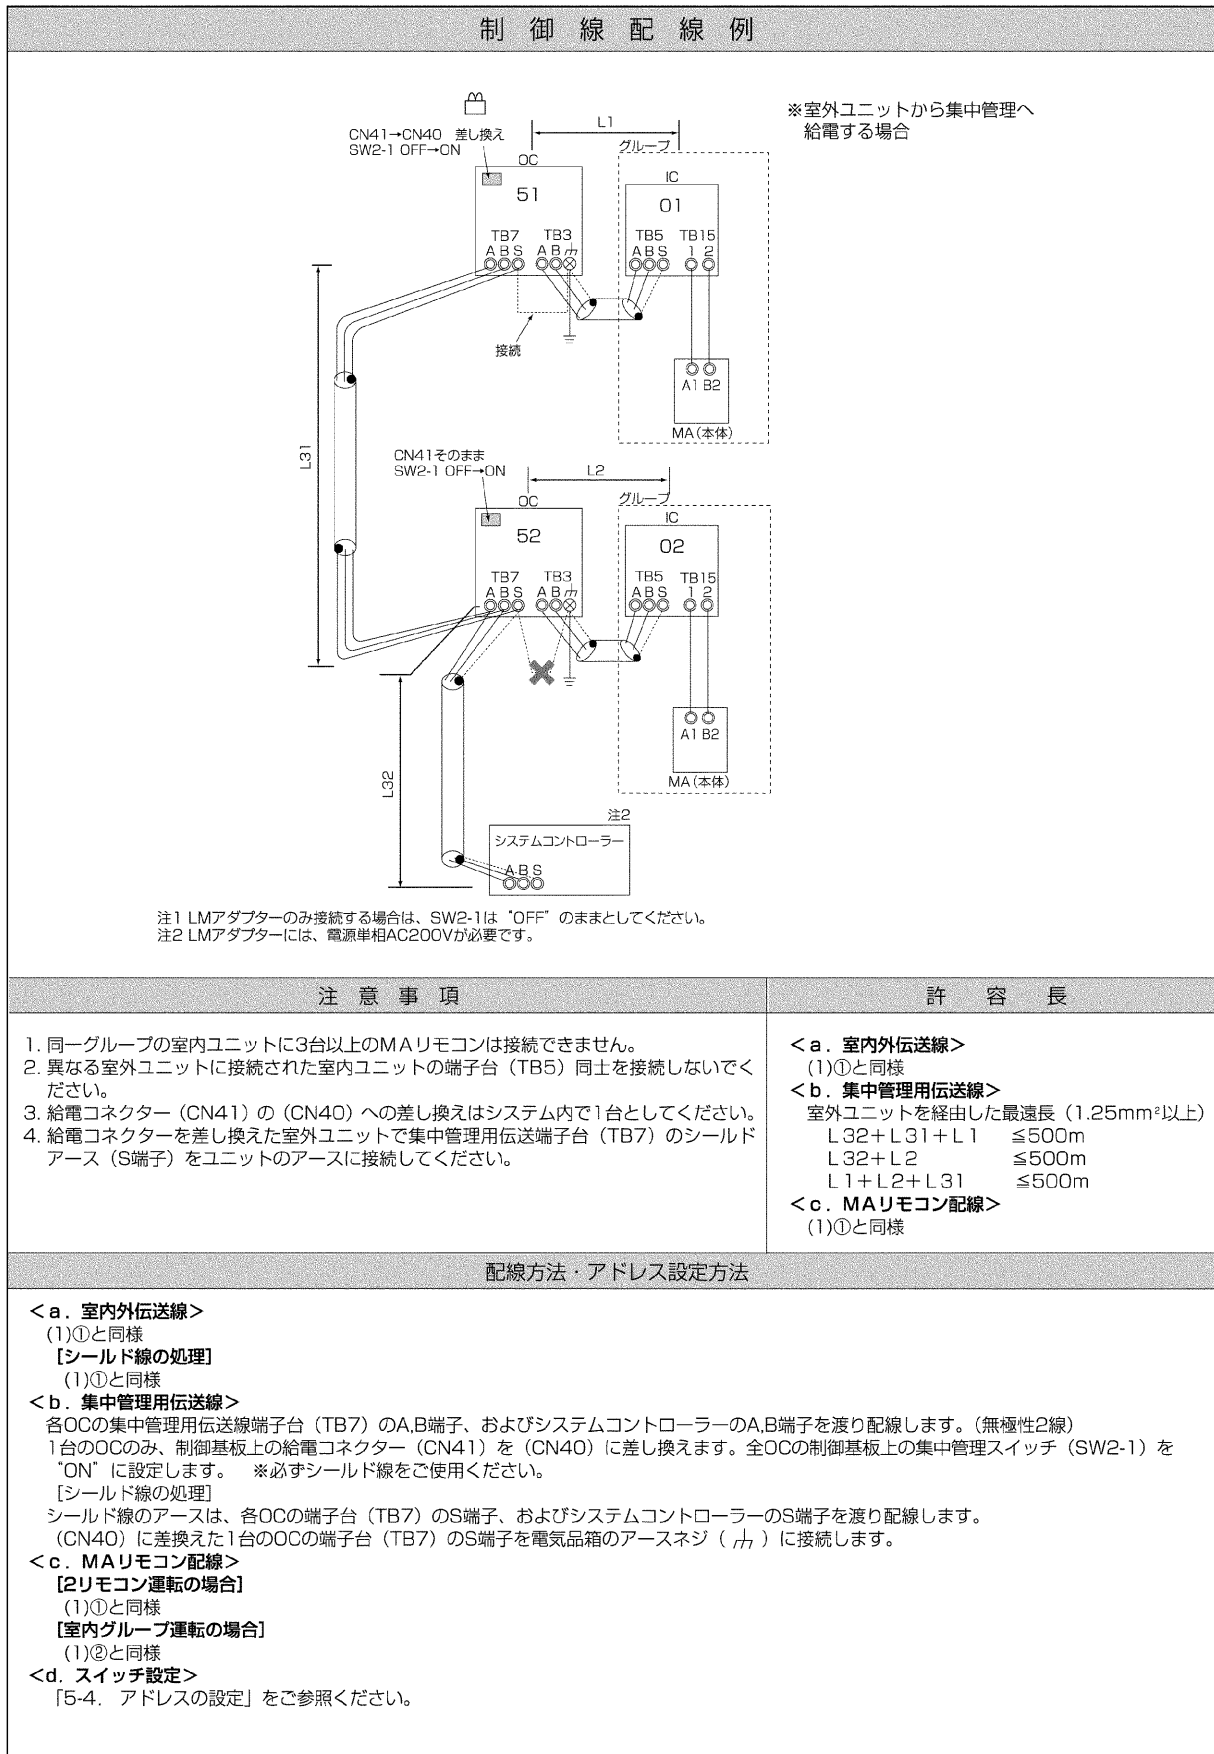 制御線配線例
※室外ユニットから集中管理へ
給電する場合
CN41→CN40 差し換え
SW2-1 OFF→ON
L1
グループ
OC
IC
51
01
TB7 TB3
A B S A B
TB5 TB15
A B S 1 2
接続
A1 B2
MA(本体)
L31
CN41そのまま
SW2-1 OFF→ON
L2
グループ
OC
IC
52
02
TB7 TB3
A B S A B
TB5 TB15
A B S 1 2
A1 B2
MA(本体)
L32
注2
システムコントローラー
A B S
注1 LMアダプターのみ接続する場合は、SW2-1は“OFF”のままとしてください。
注2 LMアダプターには、電源単相AC200Vが必要です。
注意事項
1. 同一グループの室内ユニットに3台以上のMAリモコンは接続できません。
2. 異なる室外ユニットに接続された室内ユニットの端子台（TB5）同士を接続しないでく
ださい。
3. 給電コネクター（CN41）の（CN40）への差し換えはシステム内で1台としてください。
4. 給電コネクターを差し換えた室外ユニットで集中管理用伝送端子台（TB7）のシールド
アース（S端子）をユニットのアースに接続してください。
許容長
＜a．室内外伝送線＞
(1)①と同様
＜b．集中管理用伝送線＞
室外ユニットを経由した最遠長（1.25mm²以上）
L32+L31+L1 ≦500m
L32+L2 ≦500m
L1+L2+L31 ≦500m
＜c．MAリモコン配線＞
(1)①と同様
配線方法・アドレス設定方法
＜a．室内外伝送線＞
(1)①と同様
［シールド線の処理］
(1)①と同様
＜b．集中管理用伝送線＞
各OCの集中管理用伝送線端子台（TB7）のA,B端子、およびシステムコントローラーのA,B端子を渡り配線します。（無極性2線）
1台のOCのみ、制御基板上の給電コネクター（CN41）を（CN40）に差し換えます。全OCの制御基板上の集中管理スイッチ（SW2-1）を
“ON”に設定します。 ※必ずシールド線をご使用ください。
［シールド線の処理］
シールド線のアースは、各OCの端子台（TB7）のS端子、およびシステムコントローラーのS端子を渡り配線します。
（CN40）に差換えた1台のOCの端子台（TB7）のS端子を電気品箱のアースネジ（ ）に接続します。
＜c．MAリモコン配線＞
［2リモコン運転の場合］
(1)①と同様
［室内グループ運転の場合］
(1)②と同様
＜d．スイッチ設定＞
「5-4． アドレスの設定」をご参照ください。